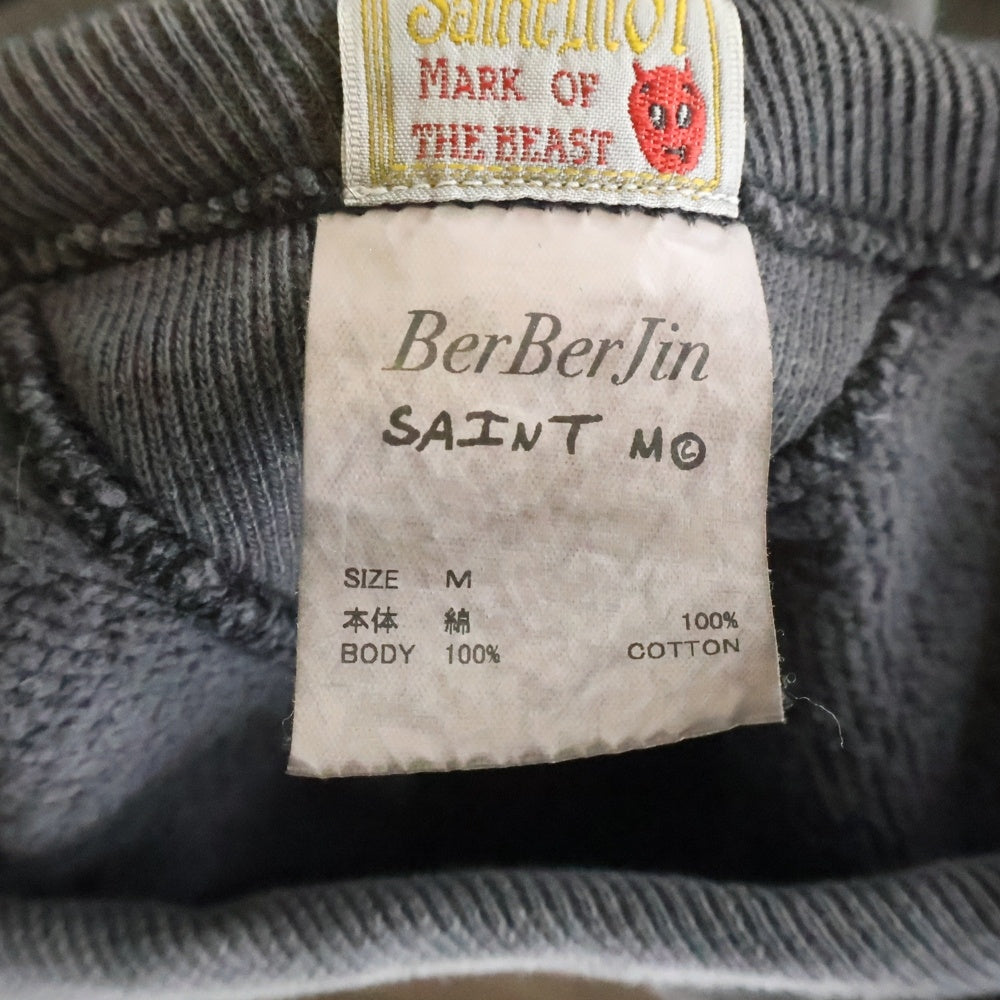 MARK OF
THE BEAST
BerBerJin
SAINT M©
SIZE M
本体 綿 100%
BODY 100% COTTON